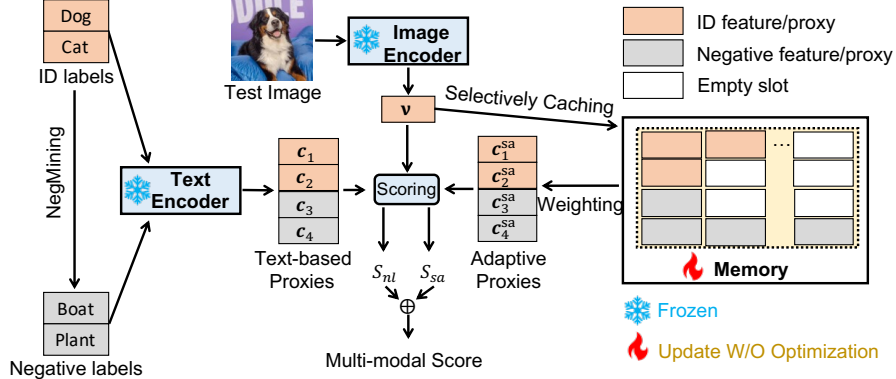 Dog
Cat
ID labels
NegMining
Boat
Plant
Negative labels
Text
Encoder
Test Image
Image
Encoder
v
Selectively Caching
c₁
c₂
c₃
c₄
Text-based
Proxies
Scoring
c₁ˢᵃ
c₂ˢᵃ
c₃ˢᵃ
c₄ˢᵃ
Adaptive
Proxies
Weighting
Sₙₗ
Sₛₐ
⊕
Multi-modal Score
ID feature/proxy
Negative feature/proxy
Empty slot
...
Memory
Frozen
Update W/O Optimization